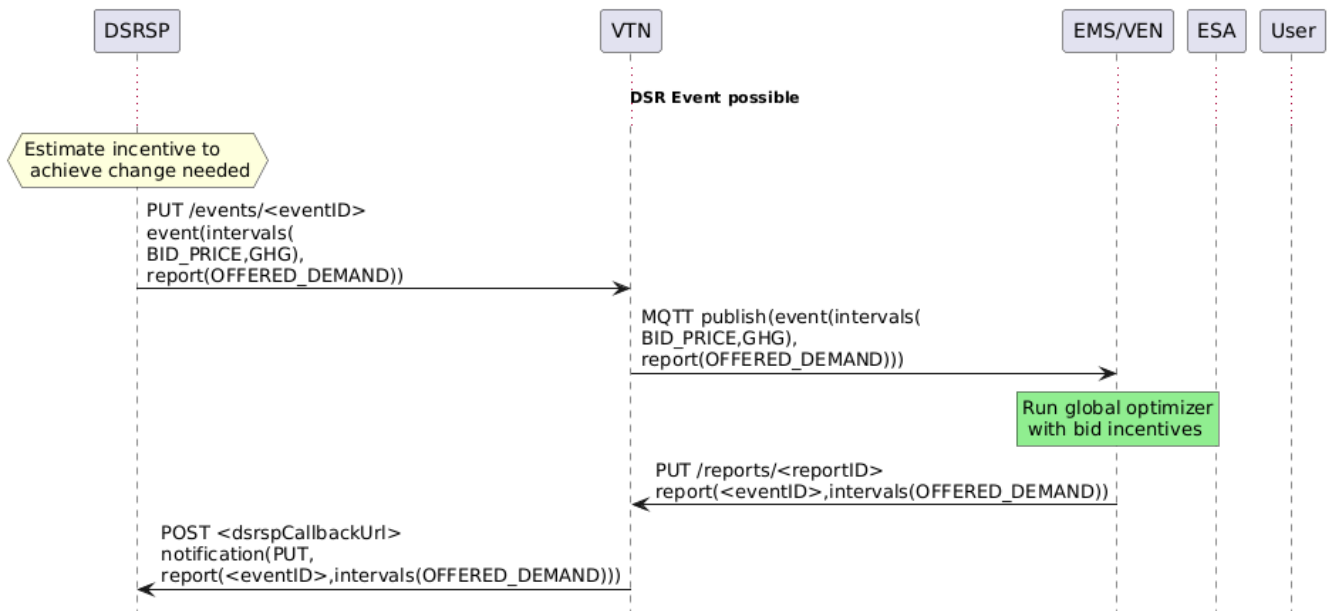 DSRSP
VTN
EMS/VEN
ESA
User
DSR Event possible
Estimate incentive to
achieve change needed
PUT /events/<eventID>
event(intervals(
BID_PRICE,GHG),
report(OFFERED_DEMAND))
MQTT publish(event(intervals(
BID_PRICE,GHG),
report(OFFERED_DEMAND)))
Run global optimizer
with bid incentives
PUT /reports/<reportID>
report(<eventID>,intervals(OFFERED_DEMAND))
POST <dsrspCallbackUrl>
notification(PUT,
report(<eventID>,intervals(OFFERED_DEMAND)))